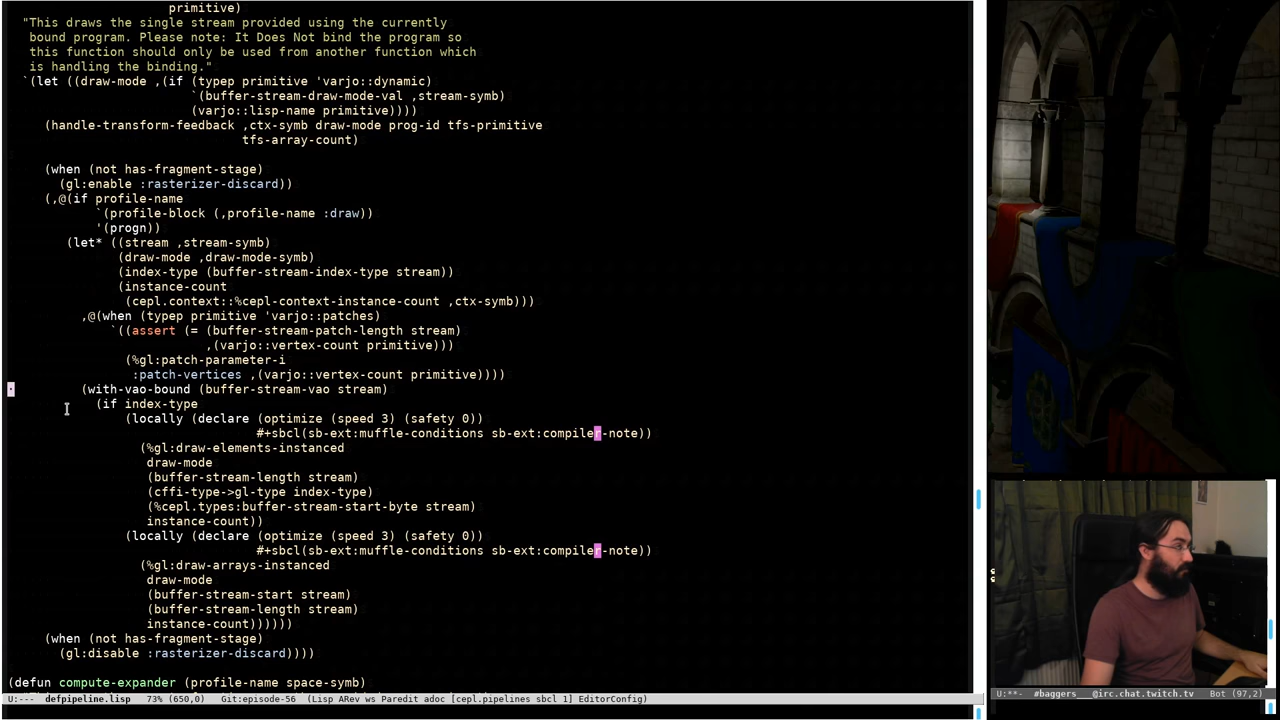 primitive)
"This draws the single stream provided using the currently
bound program. Please note: It Does Not bind the program so
this function should only be used from another function which
is handling the binding."
`(let ((draw-mode ,(if (typep primitive 'varjo::dynamic)
`(buffer-stream-draw-mode-val ,stream-symb)
(varjo::lisp-name primitive))))
(handle-transform-feedback ,ctx-symb draw-mode prog-id tfs-primitive
tfs-array-count)
(when (not has-fragment-stage)
(gl:enable :rasterizer-discard))
(,@(if profile-name
`(profile-block (,profile-name :draw))
'(progn))
(let* ((stream ,stream-symb)
(draw-mode ,draw-mode-symb)
(index-type (buffer-stream-index-type stream))
(instance-count
(cepl.context::%cepl-context-instance-count ,ctx-symb)))
,@(when (typep primitive 'varjo::patches)
`((assert (= (buffer-stream-patch-length stream)
,(varjo::vertex-count primitive)))
(%gl:patch-parameter-i
:patch-vertices ,(varjo::vertex-count primitive))))
(with-vao-bound (buffer-stream-vao stream)
(if index-type
(locally (declare (optimize (speed 3) (safety 0))
#+sbcl(sb-ext:muffle-conditions sb-ext:compiler-note))
(%gl:draw-elements-instanced
draw-mode
(buffer-stream-length stream)
(cffi-type->gl-type index-type)
(%cepl.types:buffer-stream-start-byte stream)
instance-count))
(locally (declare (optimize (speed 3) (safety 0))
#+sbcl(sb-ext:muffle-conditions sb-ext:compiler-note))
(%gl:draw-arrays-instanced
draw-mode
(buffer-stream-start stream)
(buffer-stream-length stream)
instance-count))))))
(when (not has-fragment-stage)
(gl:disable :rasterizer-discard))))
(defun compute-expander (profile-name space-symb)
U:--- defpipeline.lisp 73% (650,0) Git:episode-56 (Lisp ARev ws Paredit adoc [cepl.pipelines sbcl 1] EditorConfig)
U:**- #baggers__@irc.chat.twitch.tv Bot (97,2)